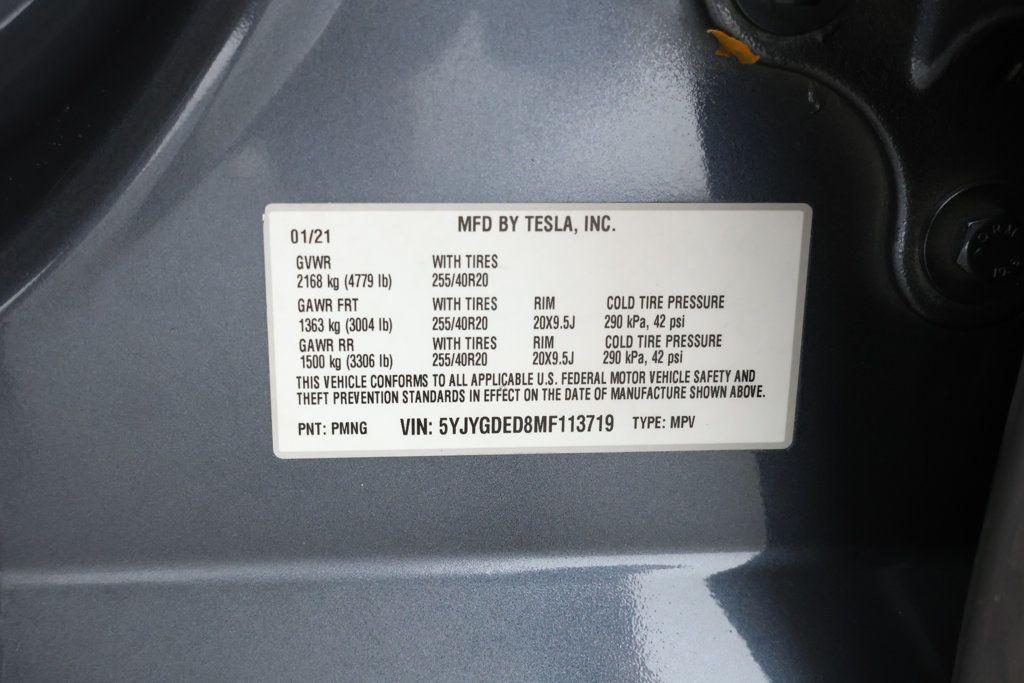 MFD BY TESLA, INC.
01/21
GVWR WITH TIRES
2168 kg (4779 lb) 255/40R20
GAWR FRT WITH TIRES RIM COLD TIRE PRESSURE
1363 kg (3004 lb) 255/40R20 20X9.5J 290 kPa, 42 psi
GAWR RR WITH TIRES RIM COLD TIRE PRESSURE
1500 kg (3306 lb) 255/40R20 20X9.5J 290 kPa, 42 psi
THIS VEHICLE CONFORMS TO ALL APPLICABLE U.S. FEDERAL MOTOR VEHICLE SAFETY AND
THEFT PREVENTION STANDARDS IN EFFECT ON THE DATE OF MANUFACTURE SHOWN ABOVE.
PNT: PMNG VIN: 5YJYGDED8MF113719 TYPE: MPV